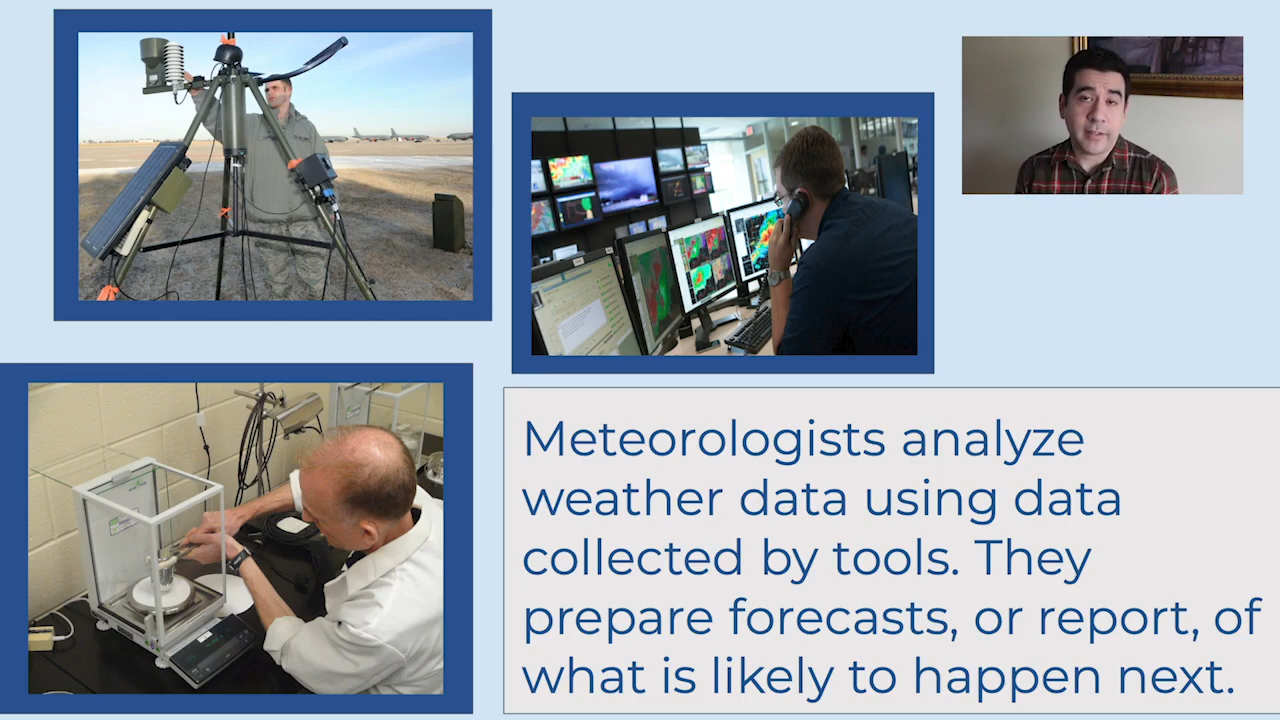 Meteorologists analyze
weather data using data
collected by tools. They
prepare forecasts, or report, of
what is likely to happen next.